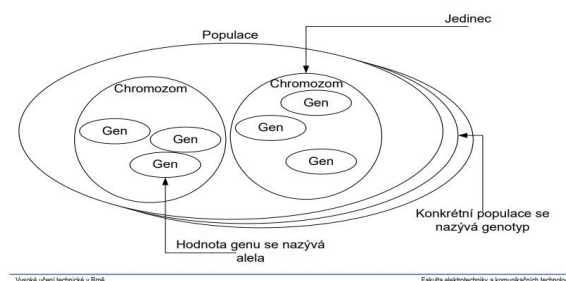 Jedinec
Populace
Chromozom
Chromozom
Gen
Gen
Gen
Gen
Gen
Gen
Konkrétní populace se
nazývá genotyp
Hodnota genu se nazývá
alela
Vysoké učení technické v Brně
Fakulta elektrotechniky a komunikačních technologi